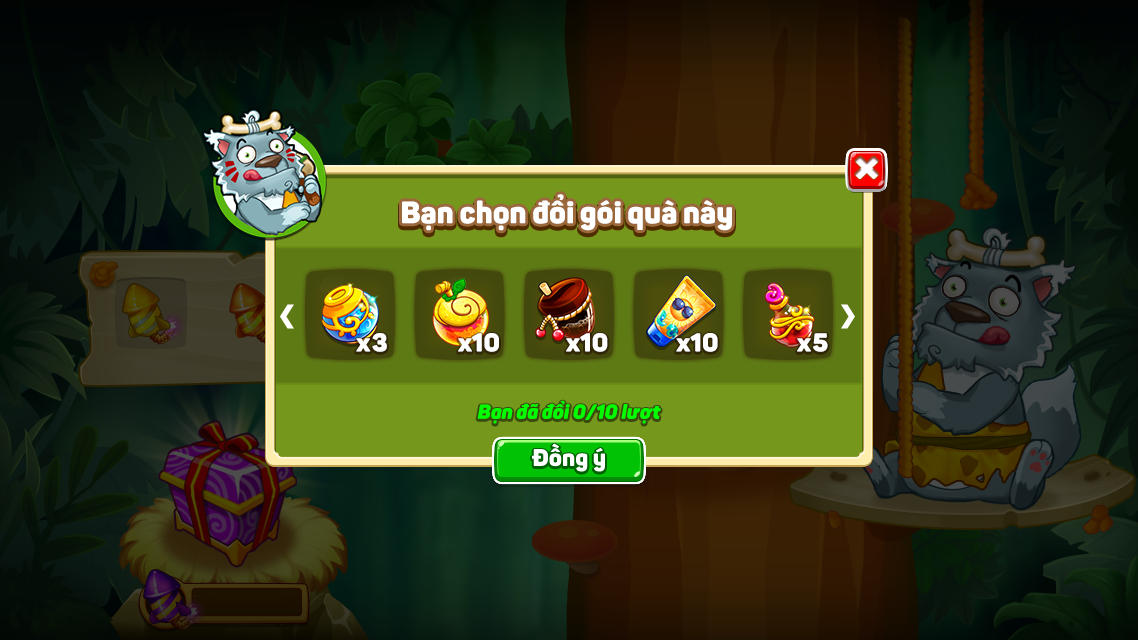 Bạn chọn đổi gói quà này
x3
x10
x10
x10
x5
Bạn đã đổi 0/10 lượt
Đồng ý